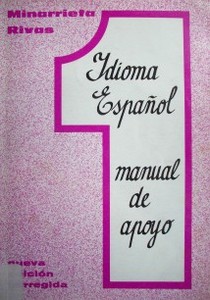 Minarrieta
Rivas
1
Idioma
Español
manual
de
apoyo
nueva
edición
corregida